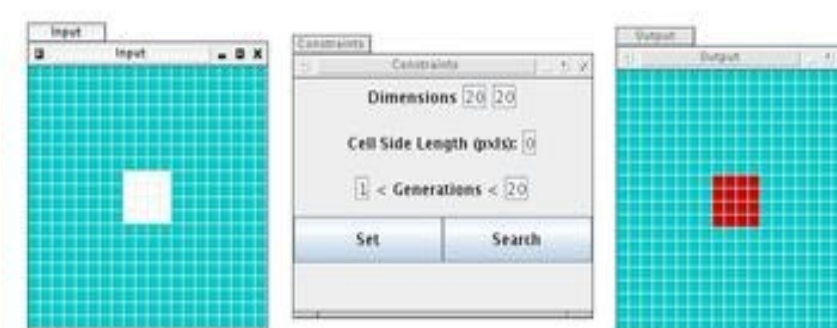 Input
Input
Constraints
Constraints
Dimensions 20 20
Cell Side Length (pxls): 0
1 < Generations < 20
Set Search
Output
Output